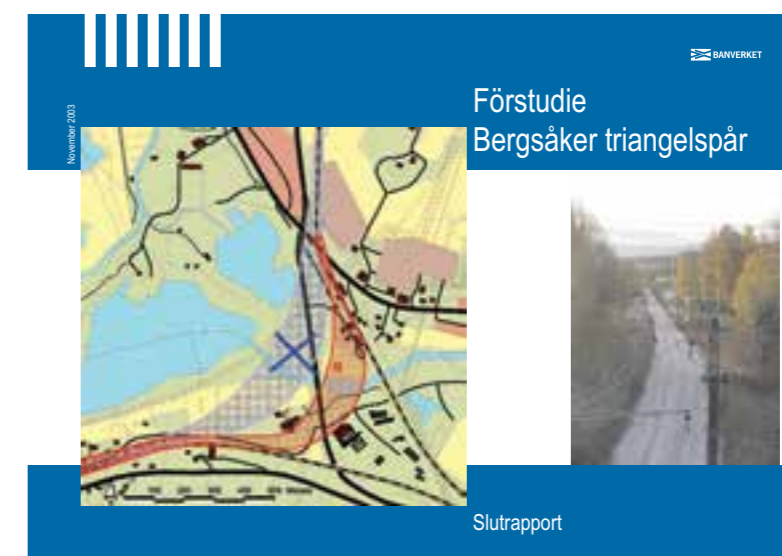 BANVERKET
November 2003
Förstudie
Bergsåker triangelspår
Slutrapport